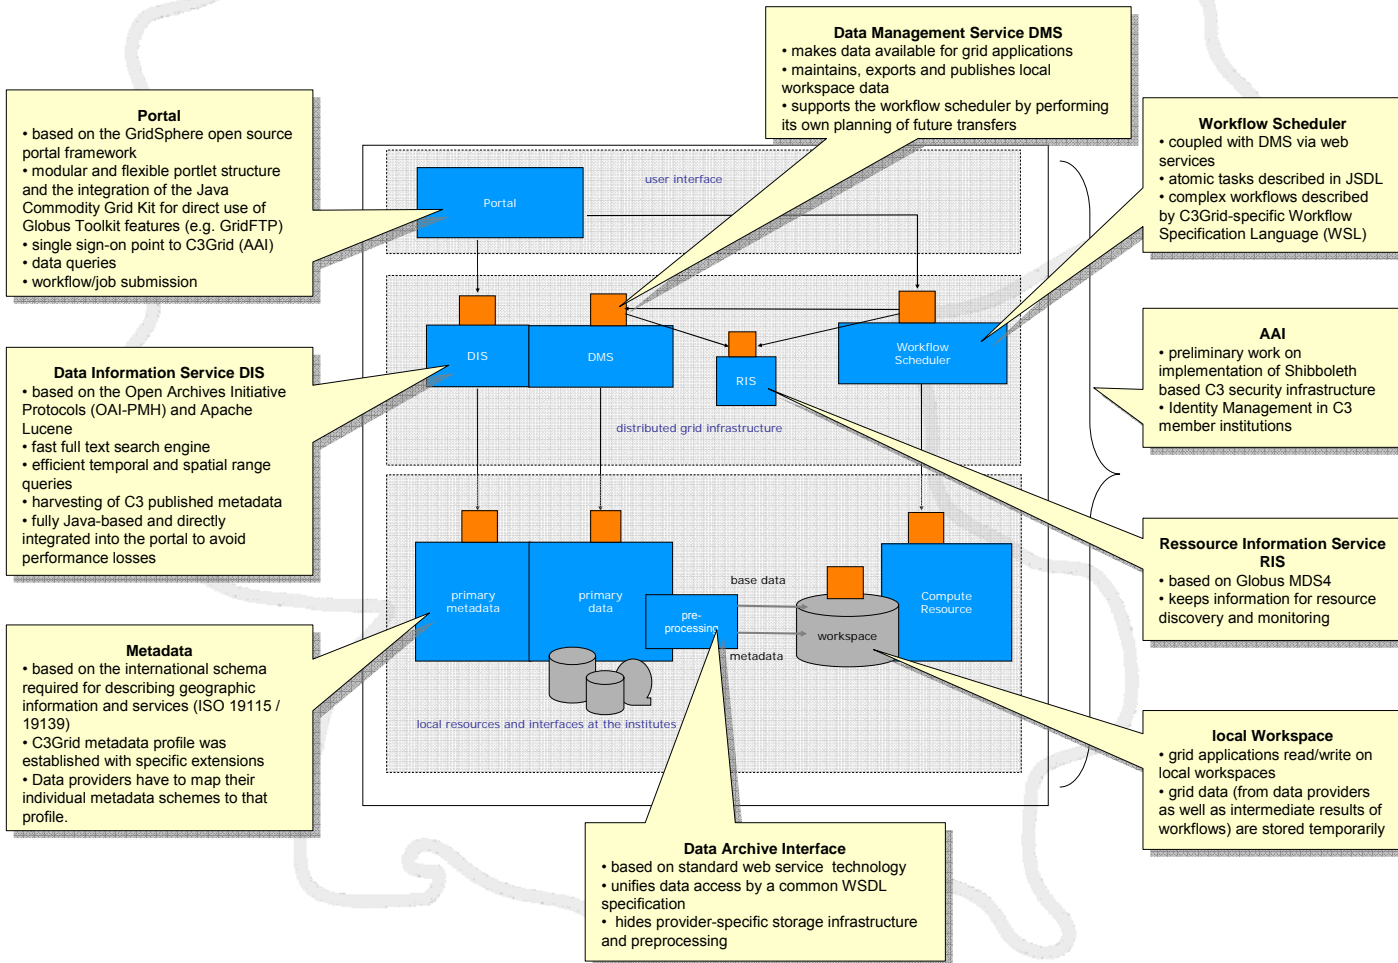 Data Management Service DMS
• makes data available for grid applications
• maintains, exports and publishes local
workspace data
• supports the workflow scheduler by performing
its own planning of future transfers
Portal
• based on the GridSphere open source
portal framework
• modular and flexible portlet structure
and the integration of the Java
Commodity Grid Kit for direct use of
Globus Toolkit features (e.g. GridFTP)
• single sign-on point to C3Grid (AAI)
• data queries
• workflow/job submission
Workflow Scheduler
• coupled with DMS via web
services
• atomic tasks described in JSDL
• complex workflows described
by C3Grid-specific Workflow
Specification Language (WSL)
user interface
Portal
DIS
DMS
RIS
Workflow
Scheduler
distributed grid infrastructure
AAI
• preliminary work on
implementation of Shibboleth
based C3 security infrastructure
• Identity Management in C3
member institutions
Data Information Service DIS
• based on the Open Archives Initiative
Protocols (OAI-PMH) and Apache
Lucene
• fast full text search engine
• efficient temporal and spatial range
queries
• harvesting of C3 published metadata
• fully Java-based and directly
integrated into the portal to avoid
performance losses
Ressource Information Service
RIS
• based on Globus MDS4
• keeps information for resource
discovery and monitoring
primary
metadata
primary
data
pre-
processing
base data
metadata
workspace
Compute
Resource
local resources and interfaces at the institutes
Metadata
• based on the international schema
required for describing geographic
information and services (ISO 19115 /
19139)
• C3Grid metadata profile was
established with specific extensions
• Data providers have to map their
individual metadata schemes to that
profile.
local Workspace
• grid applications read/write on
local workspaces
• grid data (from data providers
as well as intermediate results of
workflows) are stored temporarily
Data Archive Interface
• based on standard web service technology
• unifies data access by a common WSDL
specification
• hides provider-specific storage infrastructure
and preprocessing